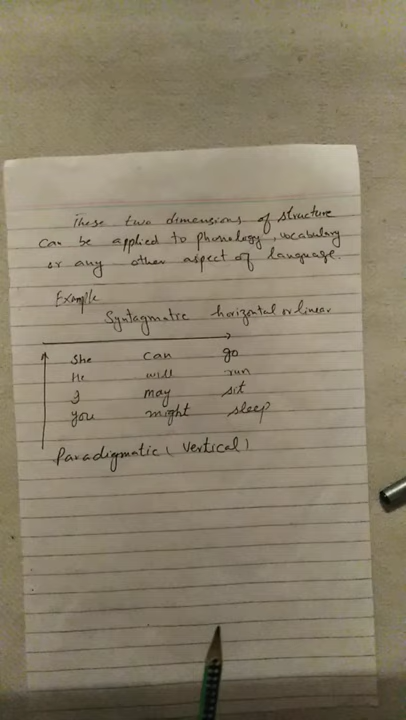 These two dimensions of structure
can be applied to phonology, vocabulary
or any other aspect of language.
Example
Syntagmatic horizontal or linear
She can go
He will run
I may sit
you might sleep
Paradigmatic (vertical)